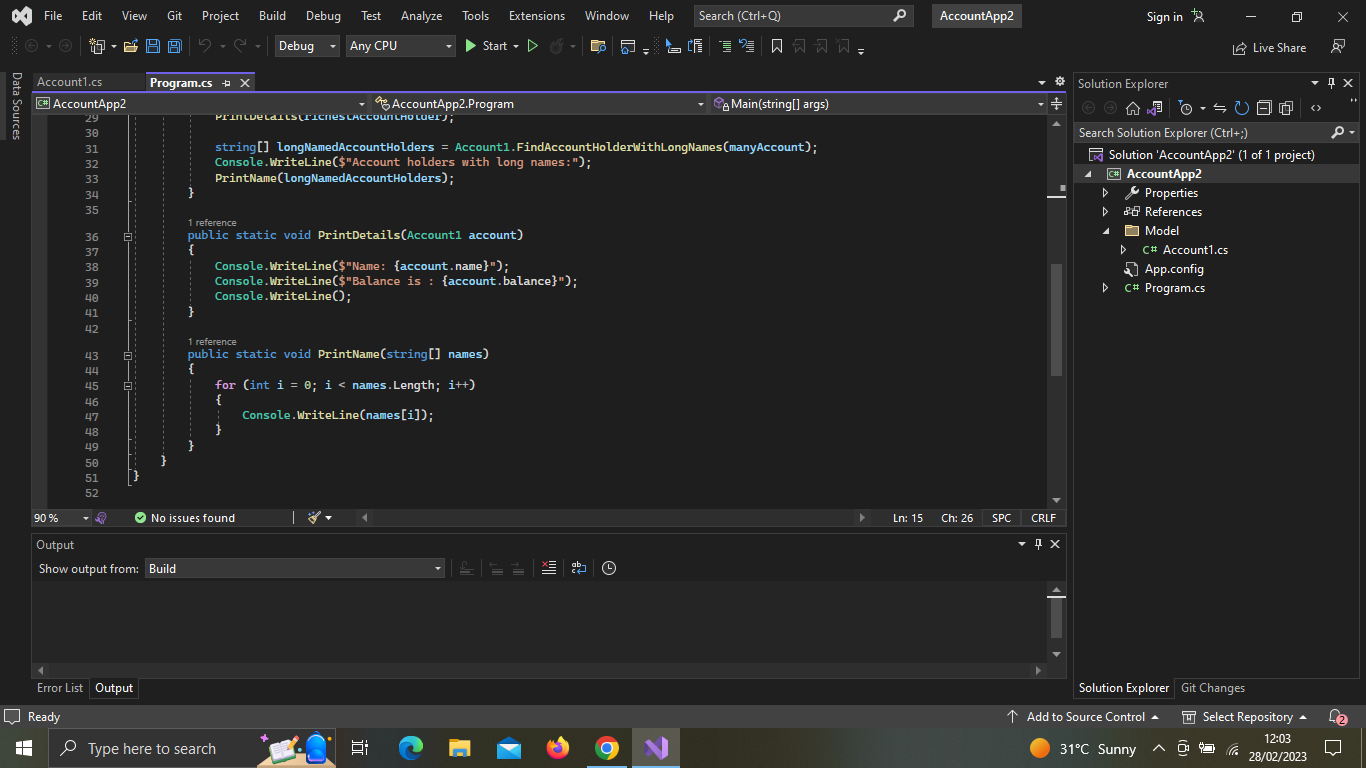 File Edit View Git Project Build Debug Test Analyze Tools Extensions Window Help Search (Ctrl+Q) AccountApp2 Sign in
Debug Any CPU Start Live Share
Data Sources
Account1.cs Program.cs
AccountApp2 AccountApp2.Program Main(string[] args)
29 PrintDetails(richestAccountHolder);
30
31 string[] longNamedAccountHolders = Account1.FindAccountHolderWithLongNames(manyAccount);
32 Console.WriteLine($"Account holders with long names:");
33 PrintName(longNamedAccountHolders);
34 }
35
1 reference
36 public static void PrintDetails(Account1 account)
37 {
38 Console.WriteLine($"Name: {account.name}");
39 Console.WriteLine($"Balance is : {account.balance}");
40 Console.WriteLine();
41 }
42
1 reference
43 public static void PrintName(string[] names)
44 {
45 for (int i = 0; i < names.Length; i++)
46 {
47 Console.WriteLine(names[i]);
48 }
49 }
50 }
51 }
52
90 % No issues found Ln: 15 Ch: 26 SPC CRLF
Output
Show output from: Build
Error List Output
Solution Explorer
Search Solution Explorer (Ctrl+;)
Solution 'AccountApp2' (1 of 1 project)
C# AccountApp2
Properties
References
Model
C# Account1.cs
App.config
C# Program.cs
Solution Explorer Git Changes
Ready Add to Source Control Select Repository 2
Type here to search 31°C Sunny 12:03
28/02/2023